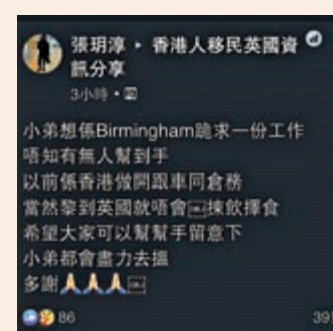 張玥淳 ▸ 香港人移民英國資
訊分享
3小時 ·
小弟想係Birmingham跪求一份工作
唔知有無人幫到手
以前係香港做開跟車同倉務
當然黎到英國就唔會￼揀飲擇食
希望大家可以幫幫手留意下
小弟都會盡力去搵
多謝🙏🙏🙏￼
86
39